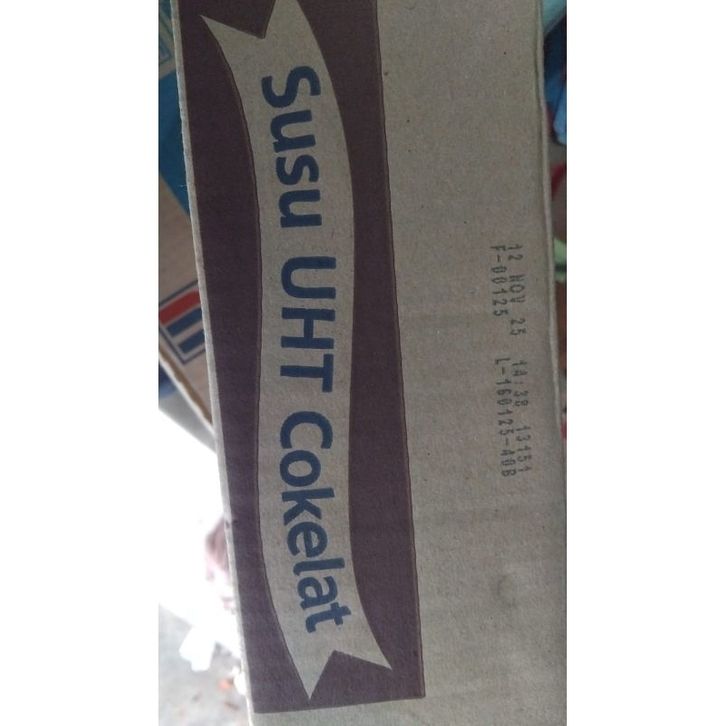 Susu UHT Cokelat
12 NOV 25 14:38 13151
F-00125 L-160125-40B